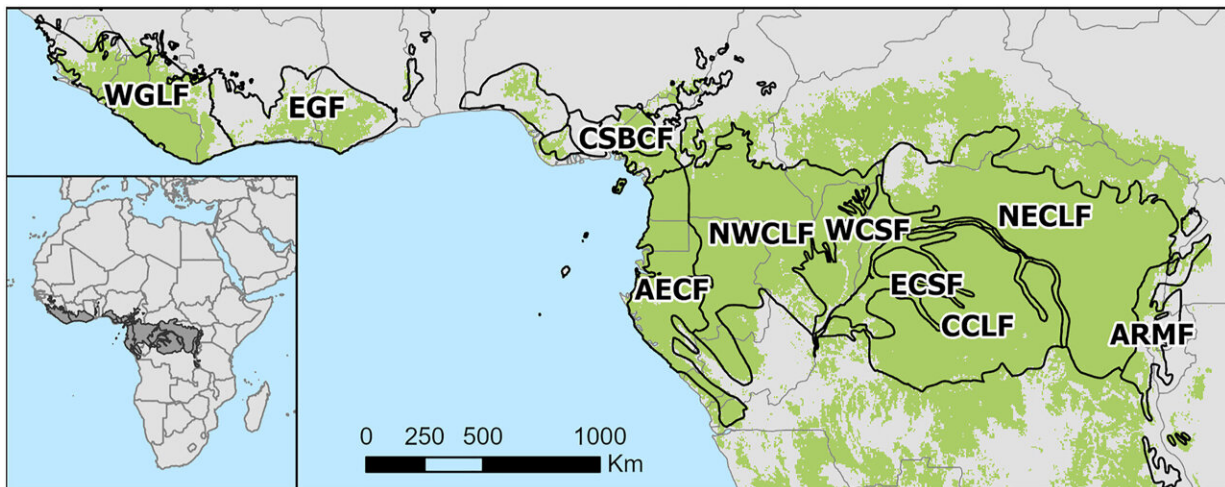 WGLF
EGF
CSBCF
NECLF
NWCLF
WCSF
AECF
ECSF
CCLF
ARMF
0 250 500 1000
Km